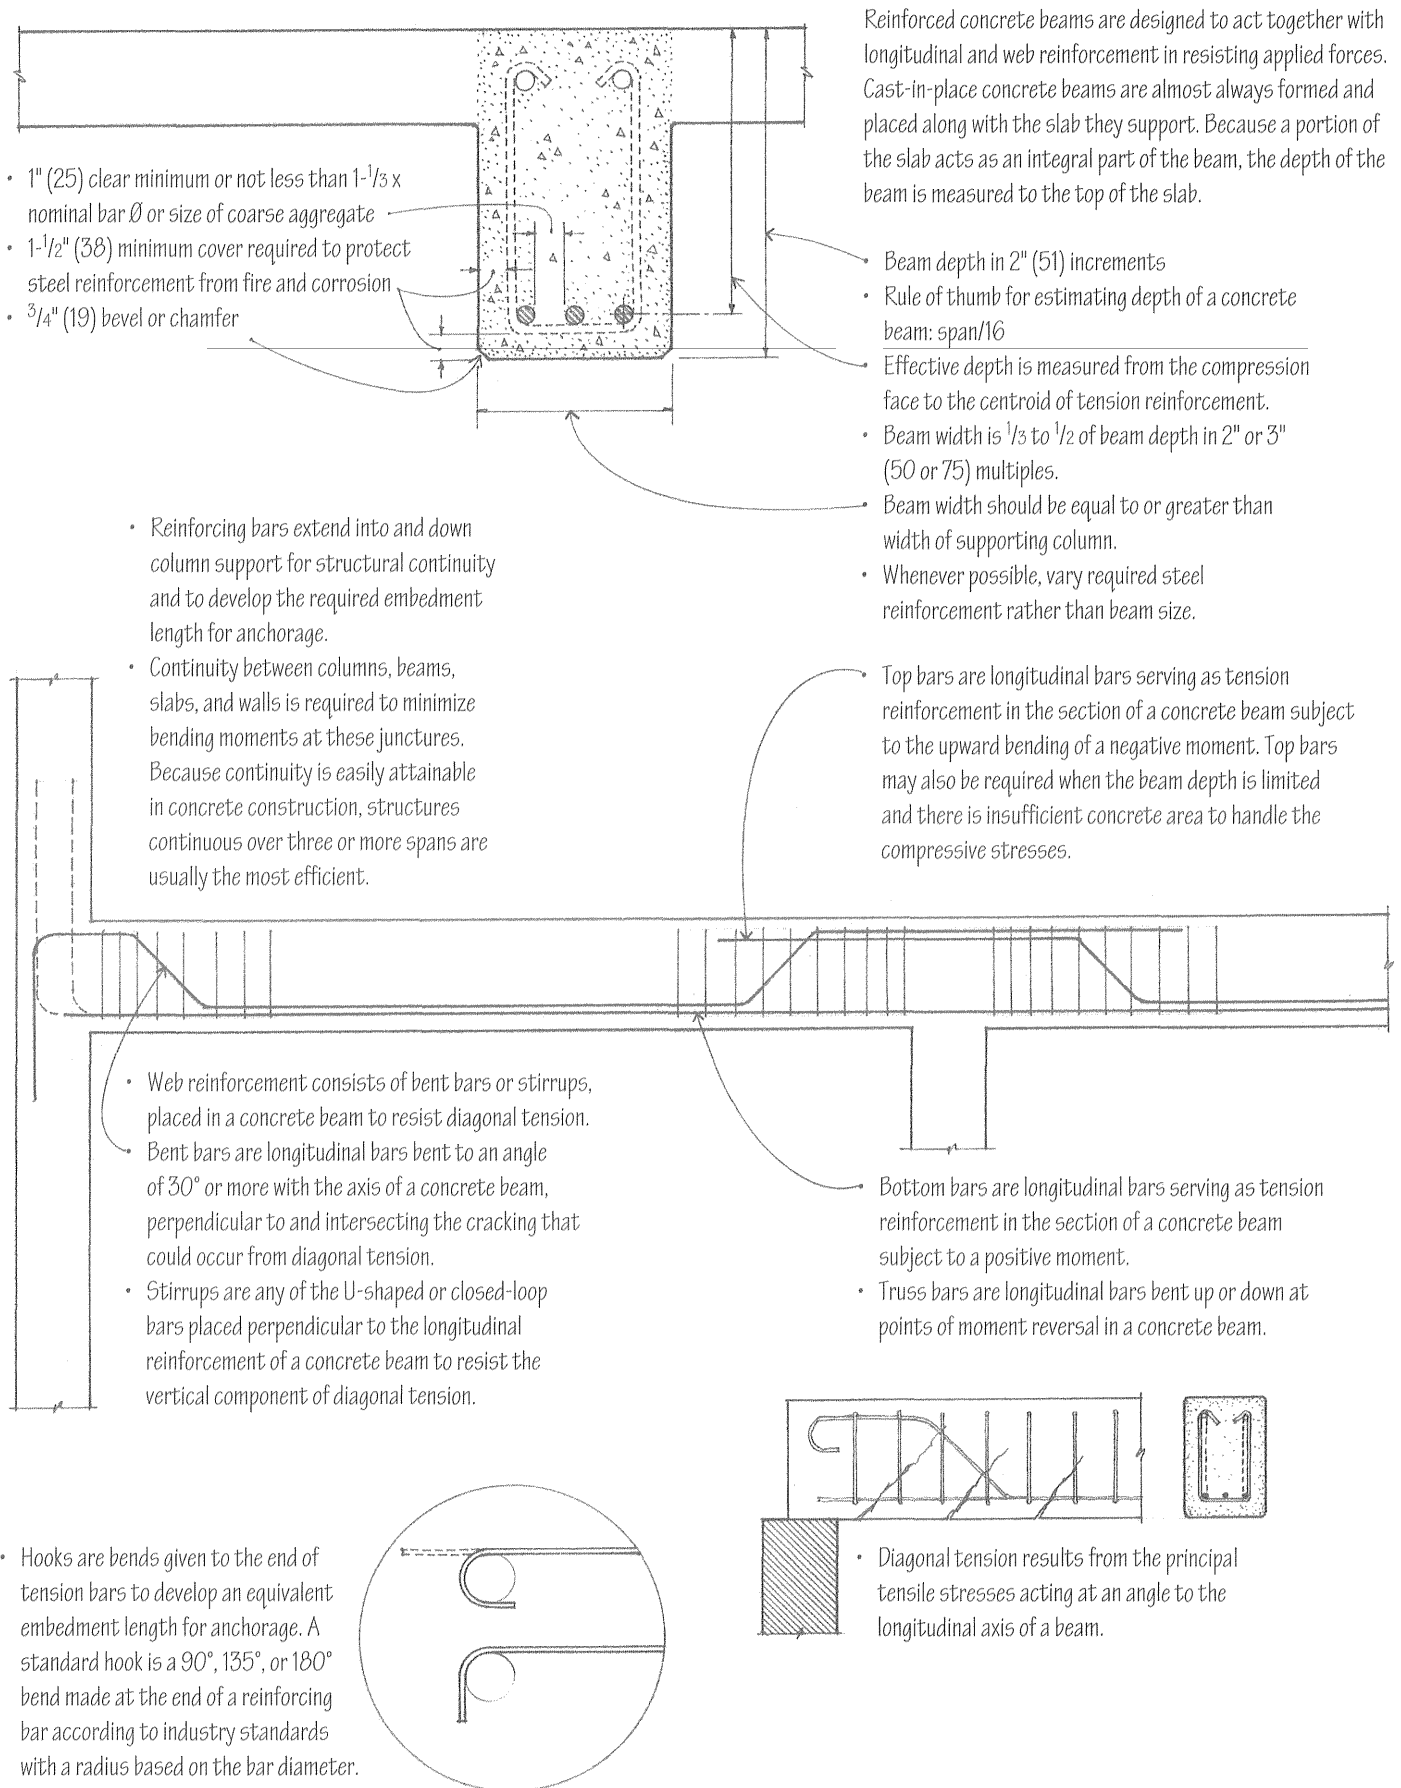 Reinforced concrete beams are designed to act together with
longitudinal and web reinforcement in resisting applied forces.
Cast-in-place concrete beams are almost always formed and
placed along with the slab they support. Because a portion of
the slab acts as an integral part of the beam, the depth of the
beam is measured to the top of the slab.
• 1" (25) clear minimum or not less than 1-1/3 x
nominal bar Ø or size of coarse aggregate
• 1-1/2" (38) minimum cover required to protect
steel reinforcement from fire and corrosion
• 3/4" (19) bevel or chamfer
• Beam depth in 2" (51) increments
• Rule of thumb for estimating depth of a concrete
beam: span/16
• Effective depth is measured from the compression
face to the centroid of tension reinforcement.
• Beam width is 1/3 to 1/2 of beam depth in 2" or 3"
(50 or 75) multiples.
• Beam width should be equal to or greater than
width of supporting column.
• Whenever possible, vary required steel
reinforcement rather than beam size.
• Reinforcing bars extend into and down
column support for structural continuity
and to develop the required embedment
length for anchorage.
• Continuity between columns, beams,
slabs, and walls is required to minimize
bending moments at these junctures.
Because continuity is easily attainable
in concrete construction, structures
continuous over three or more spans are
usually the most efficient.
• Top bars are longitudinal bars serving as tension
reinforcement in the section of a concrete beam subject
to the upward bending of a negative moment. Top bars
may also be required when the beam depth is limited
and there is insufficient concrete area to handle the
compressive stresses.
• Web reinforcement consists of bent bars or stirrups,
placed in a concrete beam to resist diagonal tension.
• Bent bars are longitudinal bars bent to an angle
of 30° or more with the axis of a concrete beam,
perpendicular to and intersecting the cracking that
could occur from diagonal tension.
• Stirrups are any of the U-shaped or closed-loop
bars placed perpendicular to the longitudinal
reinforcement of a concrete beam to resist the
vertical component of diagonal tension.
• Bottom bars are longitudinal bars serving as tension
reinforcement in the section of a concrete beam
subject to a positive moment.
• Truss bars are longitudinal bars bent up or down at
points of moment reversal in a concrete beam.
• Hooks are bends given to the end of
tension bars to develop an equivalent
embedment length for anchorage. A
standard hook is a 90°, 135°, or 180°
bend made at the end of a reinforcing
bar according to industry standards
with a radius based on the bar diameter.
• Diagonal tension results from the principal
tensile stresses acting at an angle to the
longitudinal axis of a beam.